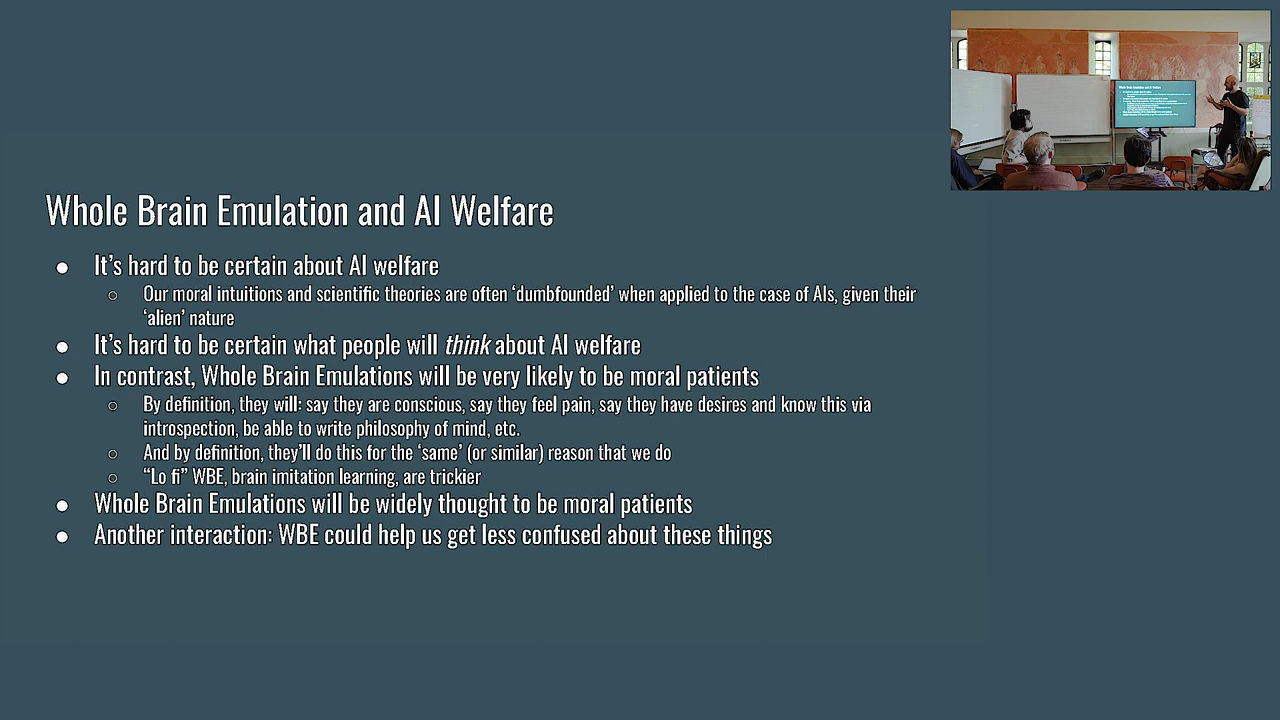 Whole Brain Emulation and AI Welfare
● It's hard to be certain about AI welfare
○ Our moral intuitions and scientific theories are often ‘dumbfounded’ when applied to the case of AIs, given their
‘alien’ nature
● It's hard to be certain what people will think about AI welfare
● In contrast, Whole Brain Emulations will be very likely to be moral patients
○ By definition, they will: say they are conscious, say they feel pain, say they have desires and know this via
introspection, be able to write philosophy of mind, etc.
○ And by definition, they'll do this for the ‘same’ (or similar) reason that we do
○ “Lo fi” WBE, brain imitation learning, are trickier
● Whole Brain Emulations will be widely thought to be moral patients
● Another interaction: WBE could help us get less confused about these things